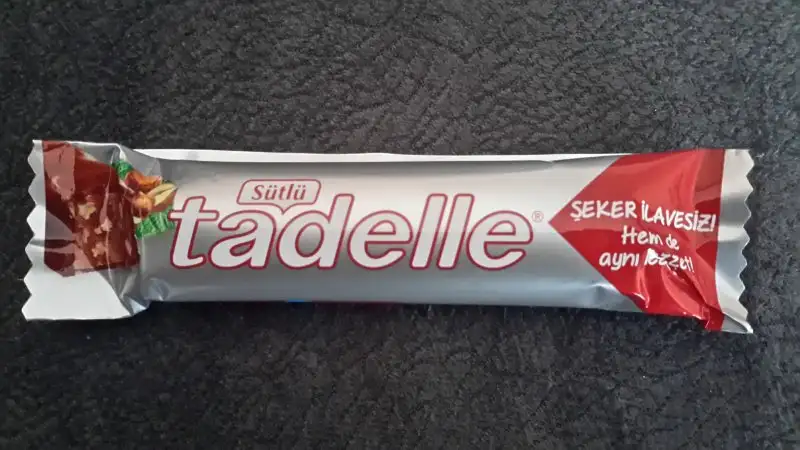 Sütlü
tadelle®
ŞEKER İLAVESİZ!
Hem de
aynı lezzet!